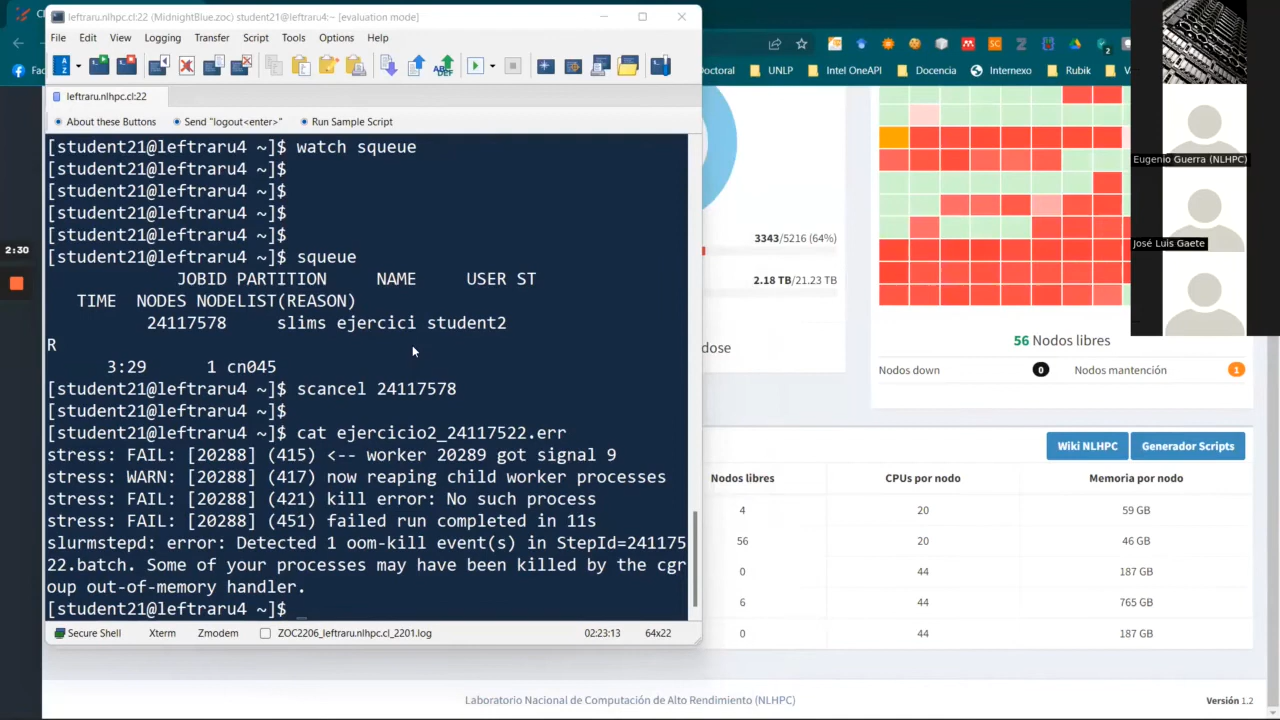 leftraru.nlhpc.cl:22 (MidnightBlue.zoc) student21@leftraru4:~ [evaluation mode]
File Edit View Logging Transfer Script Tools Options Help
leftraru.nlhpc.cl:22
About these Buttons Send "logout<enter>" Run Sample Script
[student21@leftraru4 ~]$ watch squeue
[student21@leftraru4 ~]$
[student21@leftraru4 ~]$
[student21@leftraru4 ~]$
[student21@leftraru4 ~]$
[student21@leftraru4 ~]$ squeue
JOBID PARTITION NAME USER ST
TIME NODES NODELIST(REASON)
24117578 slims ejercici student2
R
3:29 1 cn045
[student21@leftraru4 ~]$ scancel 24117578
[student21@leftraru4 ~]$
[student21@leftraru4 ~]$ cat ejercicio2_24117522.err
stress: FAIL: [20288] (415) <-- worker 20289 got signal 9
stress: WARN: [20288] (417) now reaping child worker processes
stress: FAIL: [20288] (421) kill error: No such process
stress: FAIL: [20288] (451) failed run completed in 11s
slurmstepd: error: Detected 1 oom-kill event(s) in StepId=241175
22.batch. Some of your processes may have been killed by the cgr
oup out-of-memory handler.
[student21@leftraru4 ~]$
Secure Shell Xterm Zmodem ZOC2206_leftraru.nlhpc.cl_2201.log 02:23:13 64x22
2:30
Doctoral UNLP Intel OneAPI Docencia Internexo Rubik
3343/5216 (64%)
2.18 TB/21.23 TB
dose
56 Nodos libres
Nodos down 0 Nodos mantención 1
Wiki NLHPC Generador Scripts
Nodos libres CPUs por nodo Memoria por nodo
4 20 59 GB
56 20 46 GB
0 44 187 GB
6 44 765 GB
0 44 187 GB
Laboratorio Nacional de Computación de Alto Rendimiento (NLHPC)
Versión 1.2
Eugenio Guerra (NLHPC)
José Luis Gaete